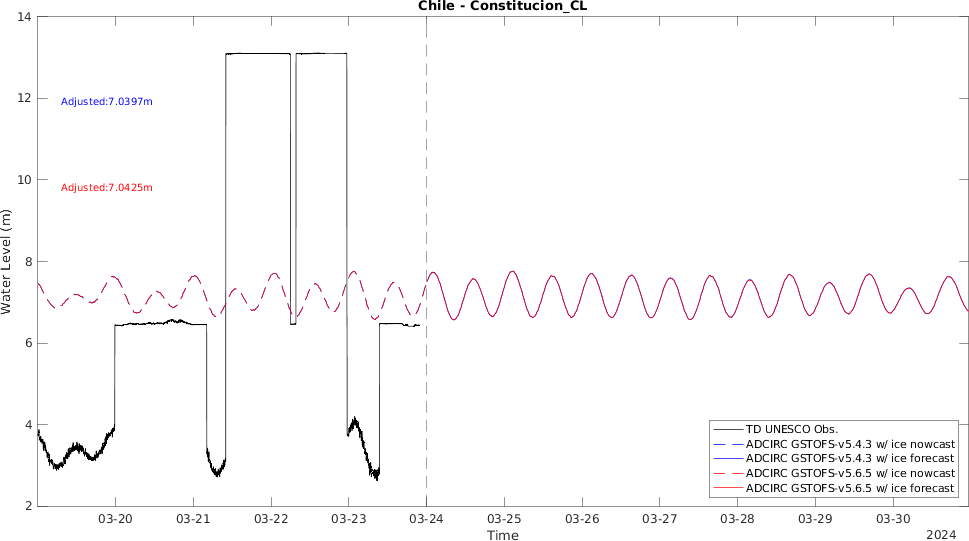 Chile - Constitucion_CL
14
12
10
8
6
4
2
Water Level (m)
Adjusted:7.0397m
Adjusted:7.0425m
TD UNESCO Obs.
ADCIRC GSTOFS-v5.4.3 w/ ice nowcast
ADCIRC GSTOFS-v5.4.3 w/ ice forecast
ADCIRC GSTOFS-v5.6.5 w/ ice nowcast
ADCIRC GSTOFS-v5.6.5 w/ ice forecast
03-20 03-21 03-22 03-23 03-24 03-25 03-26 03-27 03-28 03-29 03-30
Time
2024